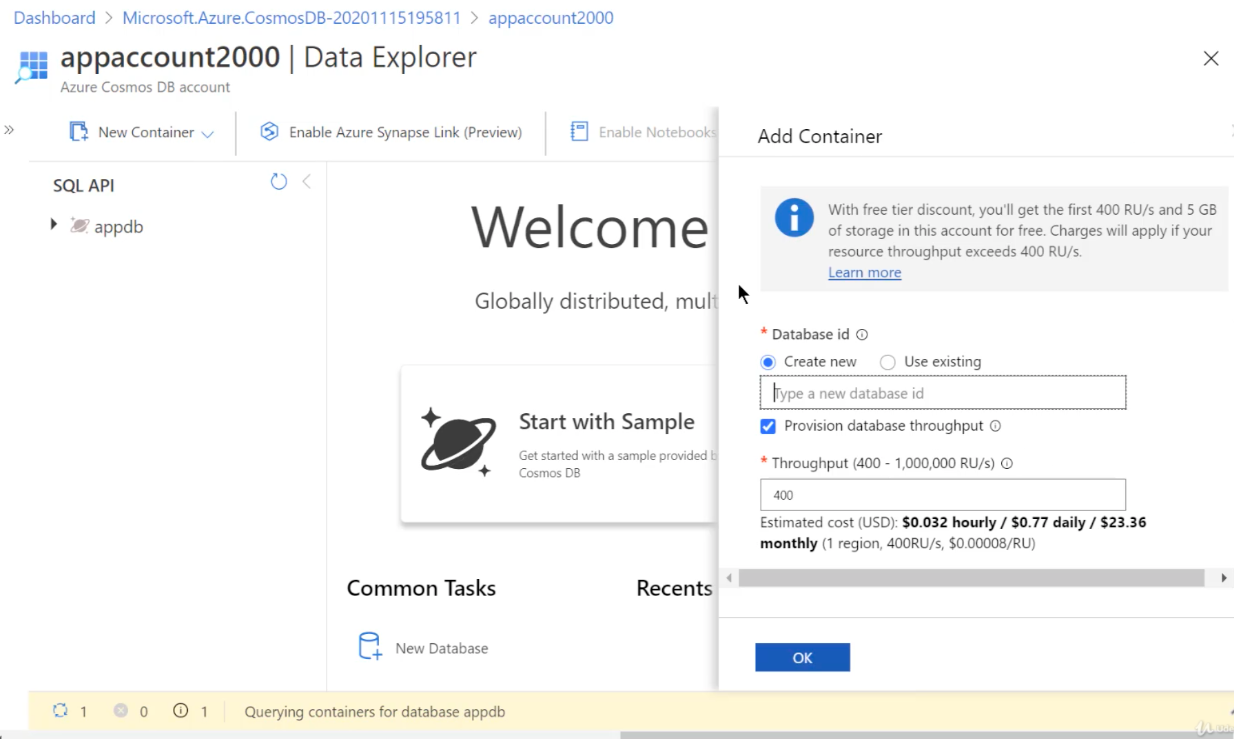 Dashboard > Microsoft.Azure.CosmosDB-20201115195811 > appaccount2000
appaccount2000 | Data Explorer
Azure Cosmos DB account
New Container
Enable Azure Synapse Link (Preview)
Enable Notebooks
SQL API
appdb
Welcome
Globally distributed, mult
Start with Sample
Get started with a sample provided b
Cosmos DB
Common Tasks
Recents
New Database
Add Container
With free tier discount, you'll get the first 400 RU/s and 5 GB
of storage in this account for free. Charges will apply if your
resource throughput exceeds 400 RU/s.
Learn more
* Database id
Create new
Use existing
Type a new database id
Provision database throughput
* Throughput (400 - 1,000,000 RU/s)
400
Estimated cost (USD): $0.032 hourly / $0.77 daily / $23.36
monthly (1 region, 400RU/s, $0.00008/RU)
OK
1 0 1 Querying containers for database appdb